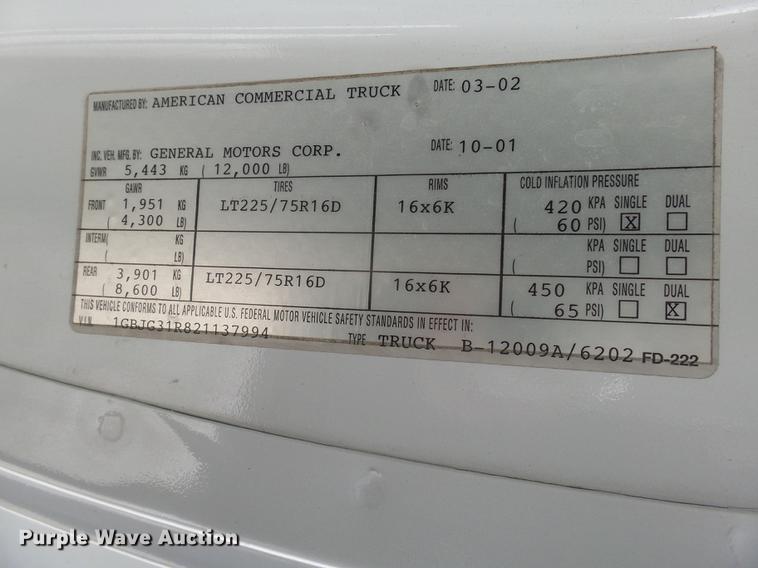 MANUFACTURED BY: AMERICAN COMMERCIAL TRUCK DATE: 03-02
INC. VEH. MFG. BY: GENERAL MOTORS CORP. DATE: 10-01
GVWR 5,443 KG ( 12,000 LB)
GAWR TIRES RIMS COLD INFLATION PRESSURE
FRONT 1,951 KG LT225/75R16D 16x6K 420 KPA SINGLE DUAL
( 4,300 LB) ( 60 PSI) X
INTERM( KG KPA SINGLE DUAL
( LB) ( PSI)
REAR 3,901 KG LT225/75R16D 16x6K 450 KPA SINGLE DUAL
( 8,600 LB) ( 65 PSI) X
THIS VEHICLE CONFORMS TO ALL APPLICABLE U.S. FEDERAL MOTOR VEHICLE SAFETY STANDARDS IN EFFECT IN:
V.I.N. 1GBJG31R821137994 TYPE TRUCK B-12009A/6202 FD-222
Purple Wave Auction